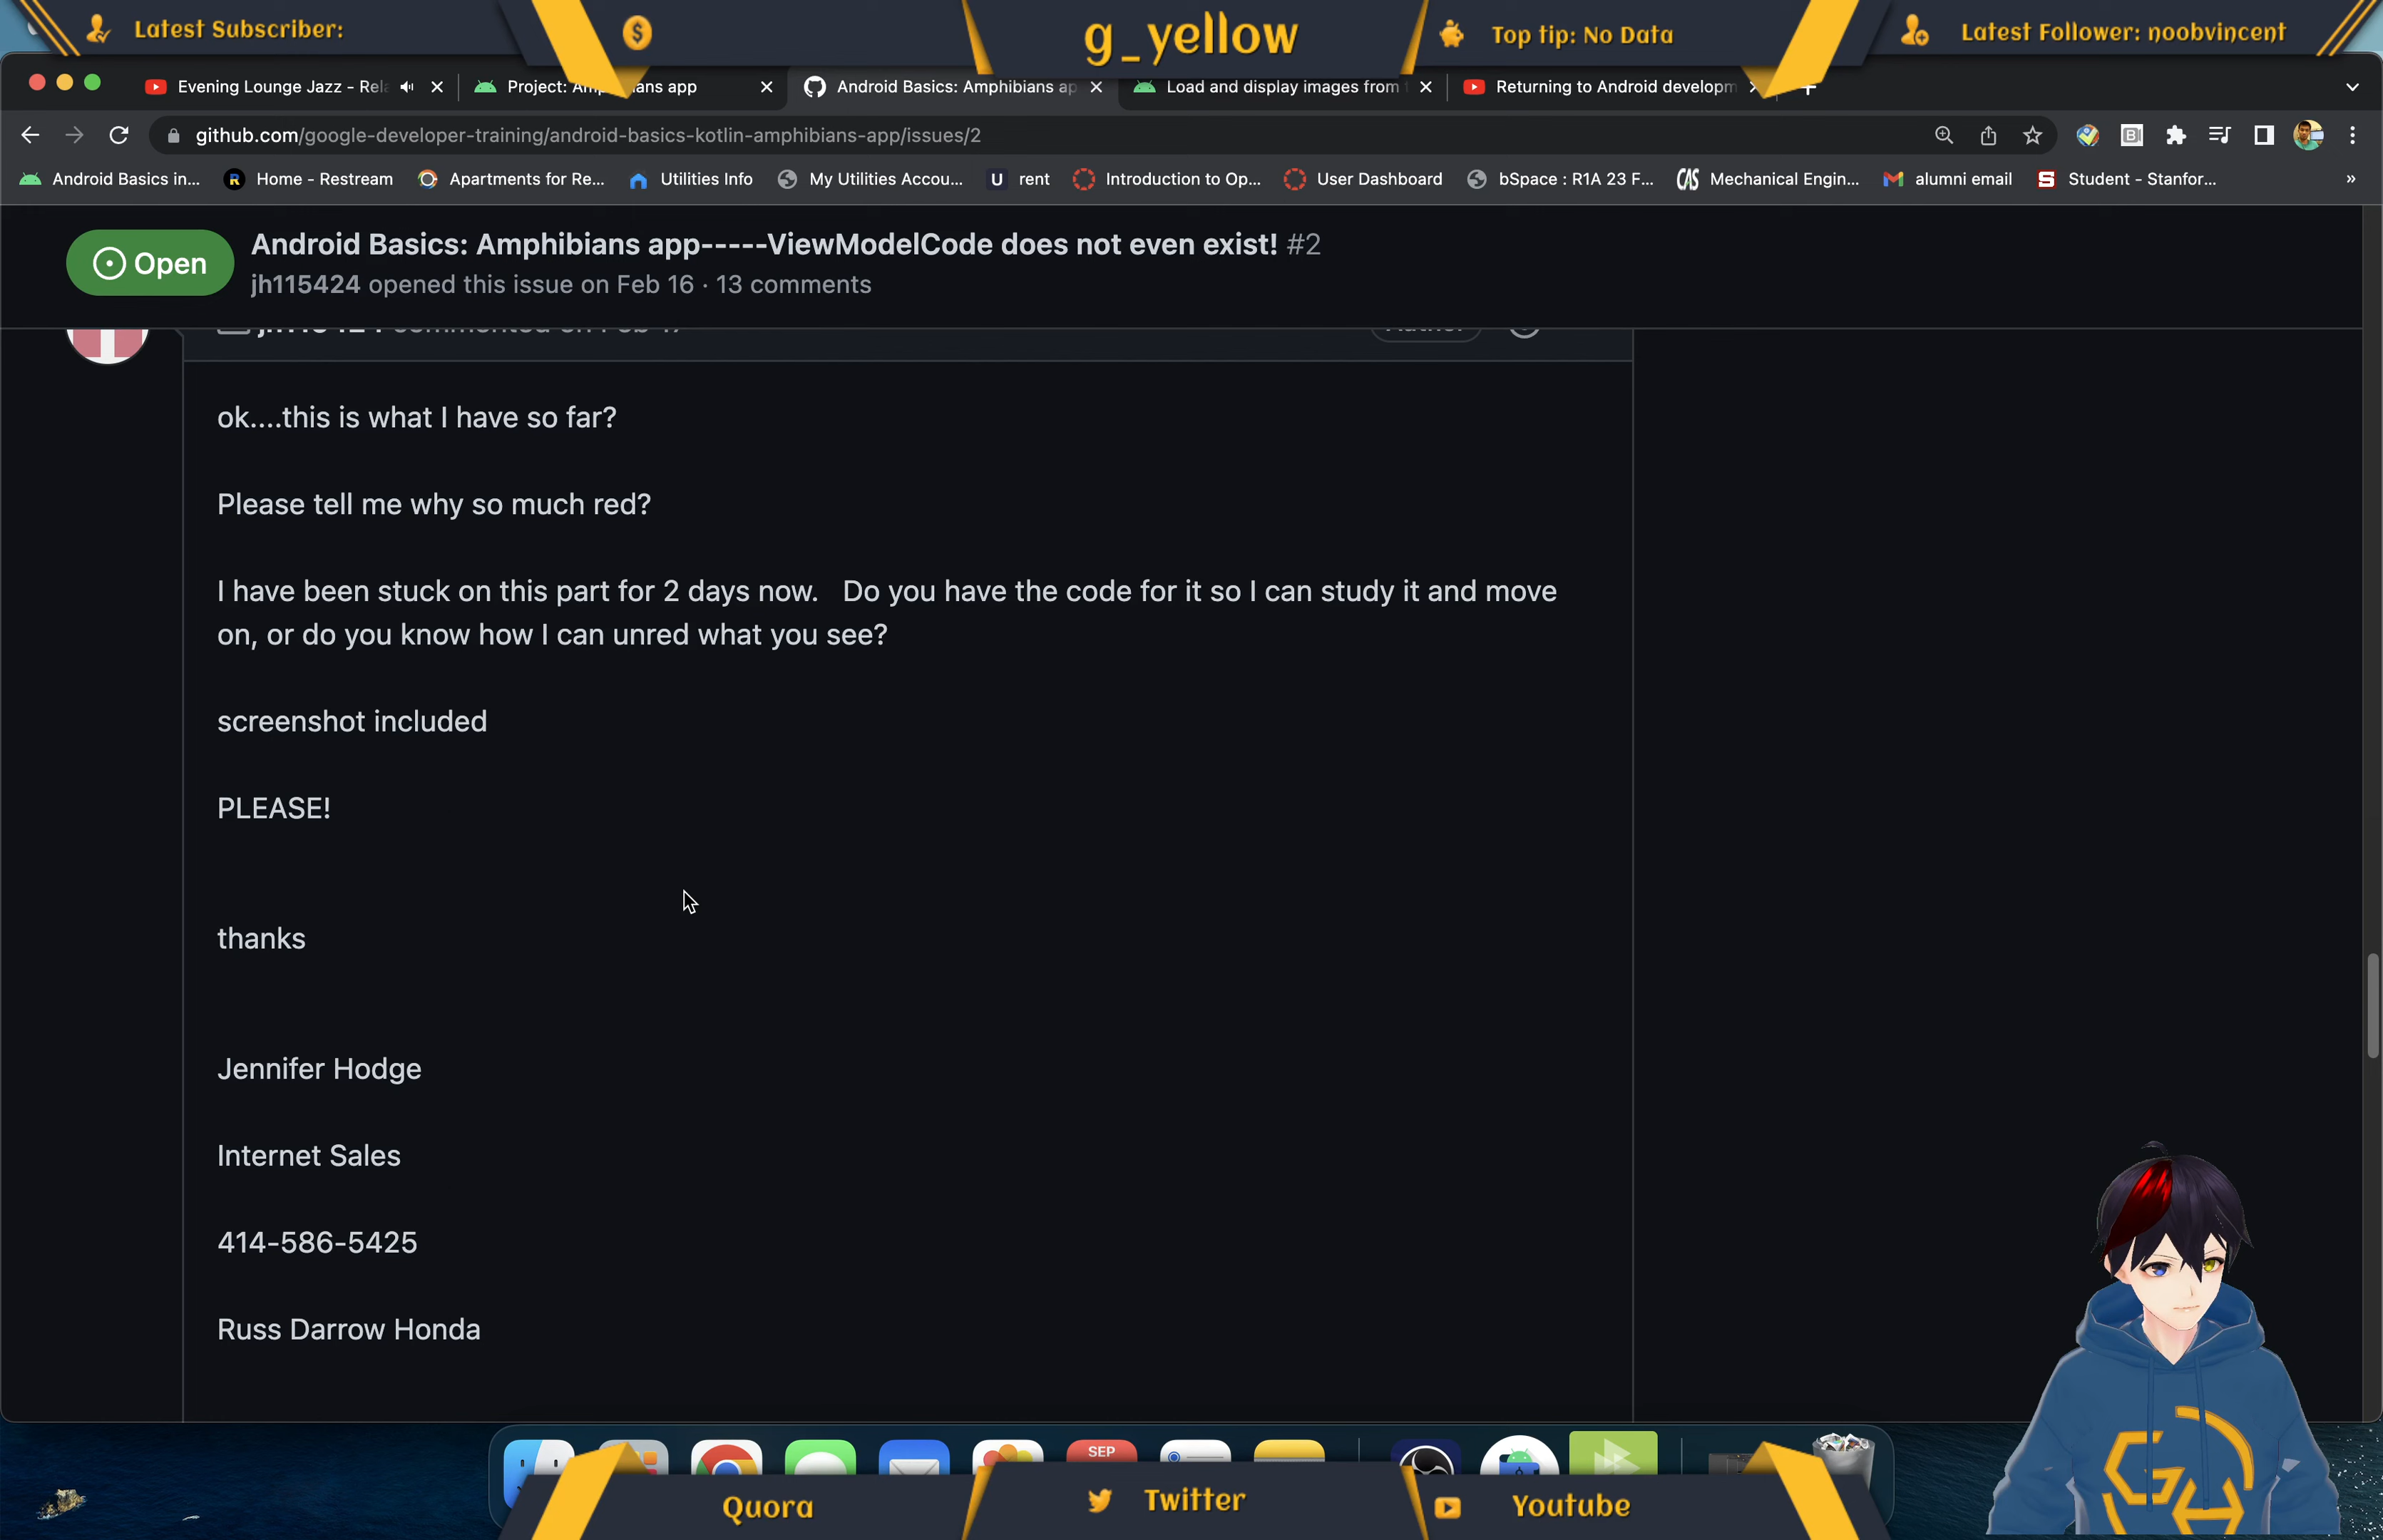 Latest Subscriber:
g_yellow
Top tip: No Data
Latest Follower: noobvincent
Evening Lounge Jazz - Rel
ans app
Android Basics: Amphibians ap
Load and display images from
Returning to Android developm
github.com/google-developer-training/android-basics-kotlin-amphibians-app/issues/2
Android Basics in...
Home - Restream
Apartments for Re...
Utilities Info
My Utilities Accou...
rent
Introduction to Op...
User Dashboard
bSpace : R1A 23 F...
Mechanical Engin...
alumni email
Student - Stanfor...
Open
Android Basics: Amphibians app-----ViewModelCode does not even exist! #2
jh115424 opened this issue on Feb 16 · 13 comments
ok....this is what I have so far?
Please tell me why so much red?
I have been stuck on this part for 2 days now. Do you have the code for it so I can study it and move
on, or do you know how I can unred what you see?
screenshot included
PLEASE!
thanks
Jennifer Hodge
Internet Sales
414-586-5425
Russ Darrow Honda
SEP
Quora
Twitter
Youtube